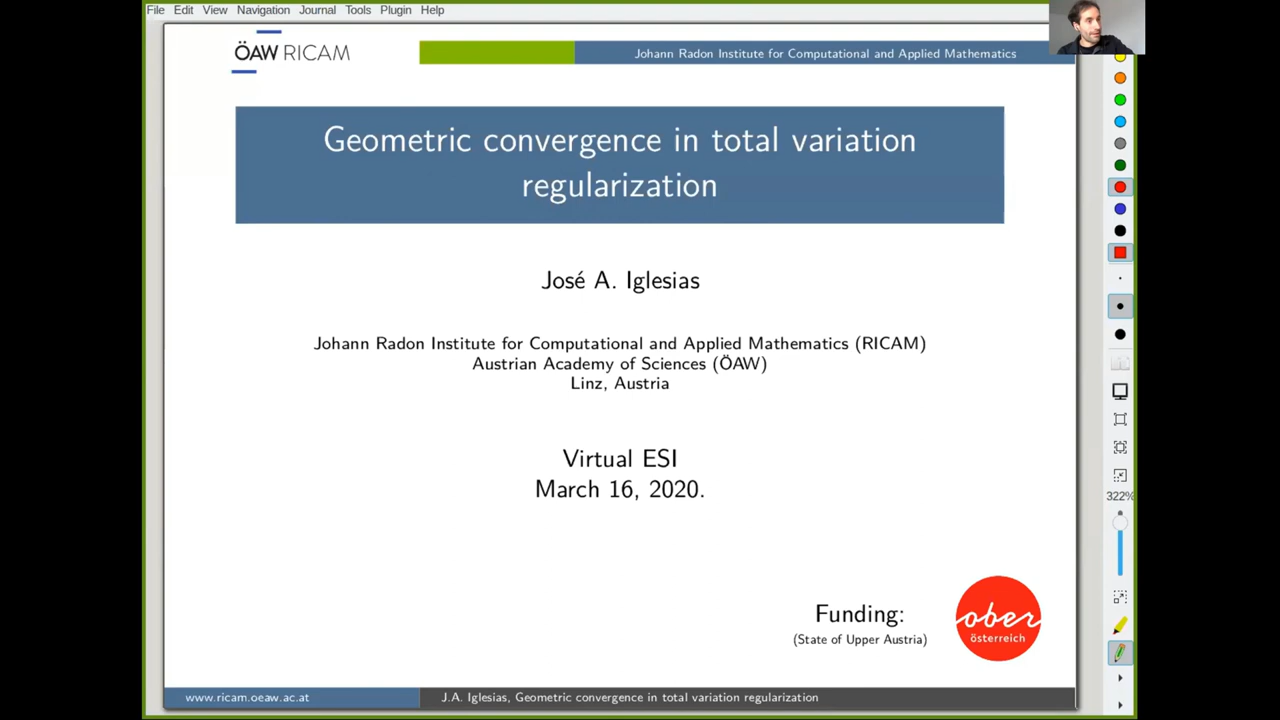 File Edit View Navigation Journal Tools Plugin Help
ÖAW RICAM
Johann Radon Institute for Computational and Applied Mathematics
Geometric convergence in total variation
regularization
José A. Iglesias
Johann Radon Institute for Computational and Applied Mathematics (RICAM)
Austrian Academy of Sciences (ÖAW)
Linz, Austria
Virtual ESI
March 16, 2020.
322%
Funding:
(State of Upper Austria)
ober
österreich
www.ricam.oeaw.ac.at
J.A. Iglesias, Geometric convergence in total variation regularization